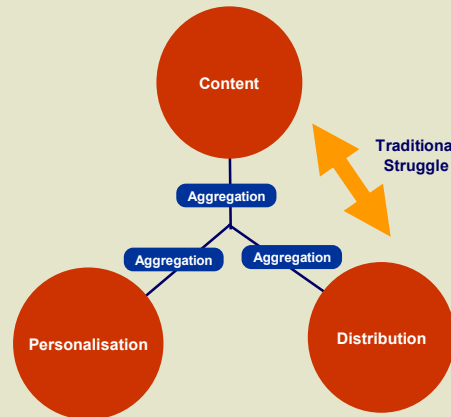 Content
Traditiona
Struggle
Aggregation
Aggregation
Aggregation
Personalisation
Distribution